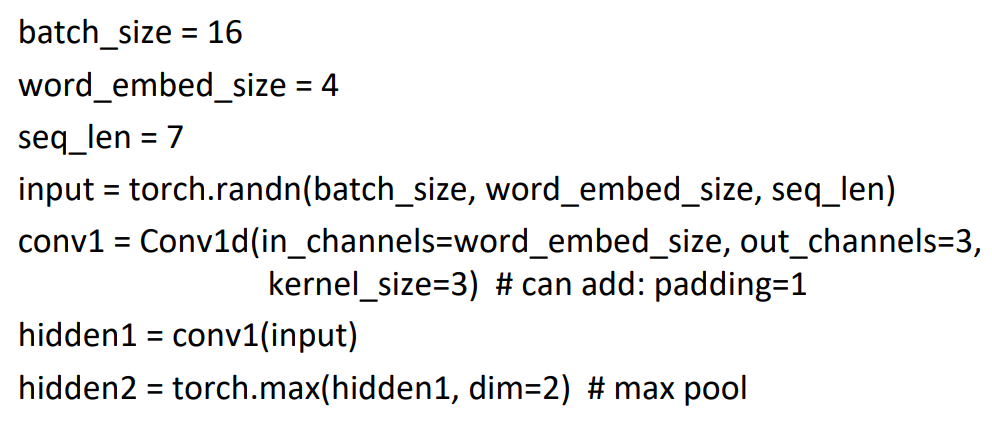 batch_size = 16
word_embed_size = 4
seq_len = 7
input = torch.randn(batch_size, word_embed_size, seq_len)
conv1 = Conv1d(in_channels=word_embed_size, out_channels=3,
kernel_size=3)  # can add: padding=1
hidden1 = conv1(input)
hidden2 = torch.max(hidden1, dim=2)  # max pool